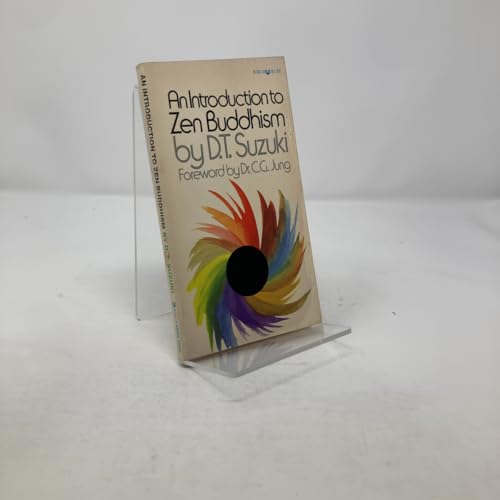 An Introduction to
Zen Buddhism
by D.T. Suzuki
Foreword by Dr. C.G. Jung
AN INTRODUCTION TO ZEN BUDDHISM BY D.T. SUZUKI